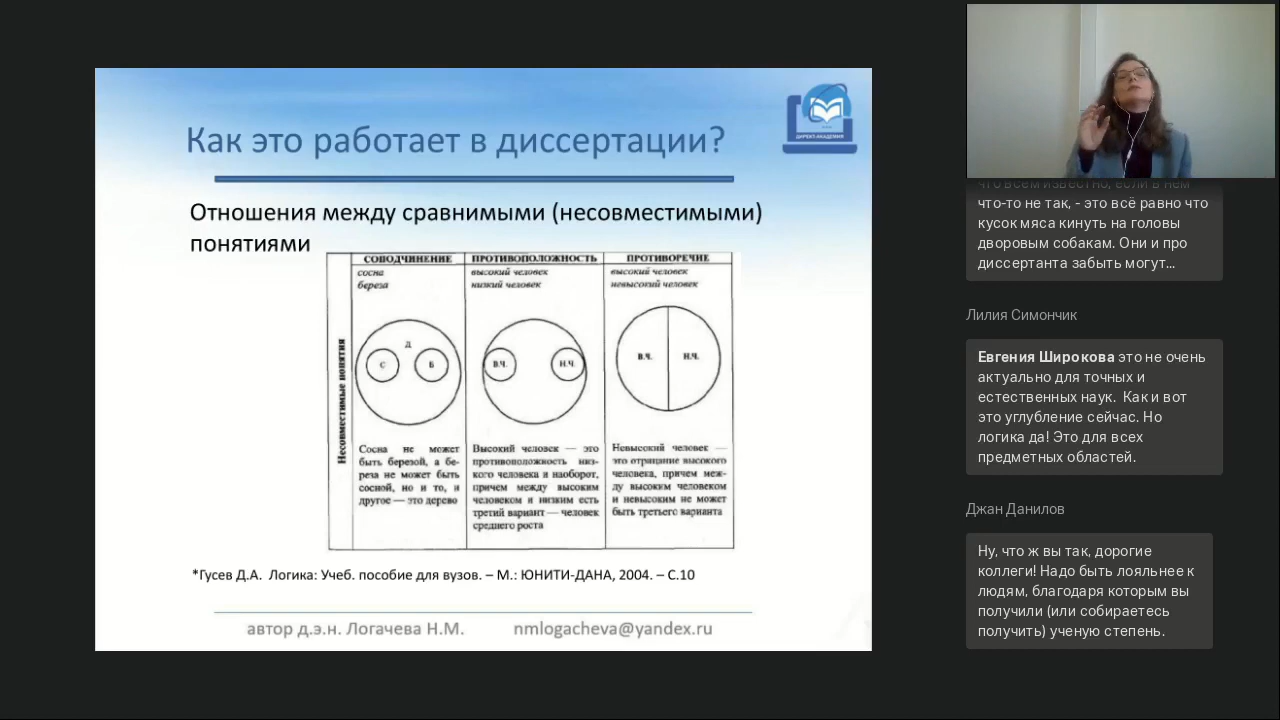 Как это работает в диссертации?
ДИРЕКТ-АКАДЕМИЯ
Отношения между сравнимыми (несовместимыми)
понятиями
Несовместимые понятия
СОПОДЧИНЕНИЕ
сосна
береза
Д
С
Б
Сосна не может
быть березой, а бе-
реза не может быть
сосной, но и то, и
другое — это дерево
ПРОТИВОПОЛОЖНОСТЬ
высокий человек
низкий человек
В.Ч.
Н.Ч.
Высокий человек — это
противоположность низ-
кого человека и наоборот,
причем между высоким
человеком и низким есть
третий вариант — человек
среднего роста
ПРОТИВОРЕЧИЕ
высокий человек
невысокий человек
В.Ч.
Н.Ч.
Невысокий человек —
это отрицание высокого
человека, причем меж-
ду высоким человеком
и невысоким не может
быть третьего варианта
*Гусев Д.А. Логика: Учеб. пособие для вузов. – М.: ЮНИТИ-ДАНА, 2004. – С.10
автор д.э.н. Логачева Н.М. nmlogacheva@yandex.ru
что всем известно, если в нем
что-то не так, - это всё равно что
кусок мяса кинуть на головы
дворовым собакам. Они и про
диссертанта забыть могут...
Лилия Симончик
Евгения Широкова это не очень
актуально для точных и
естественных наук. Как и вот
это углубление сейчас. Но
логика да! Это для всех
предметных областей.
Джан Данилов
Ну, что ж вы так, дорогие
коллеги! Надо быть лояльнее к
людям, благодаря которым вы
получили (или собираетесь
получить) ученую степень.